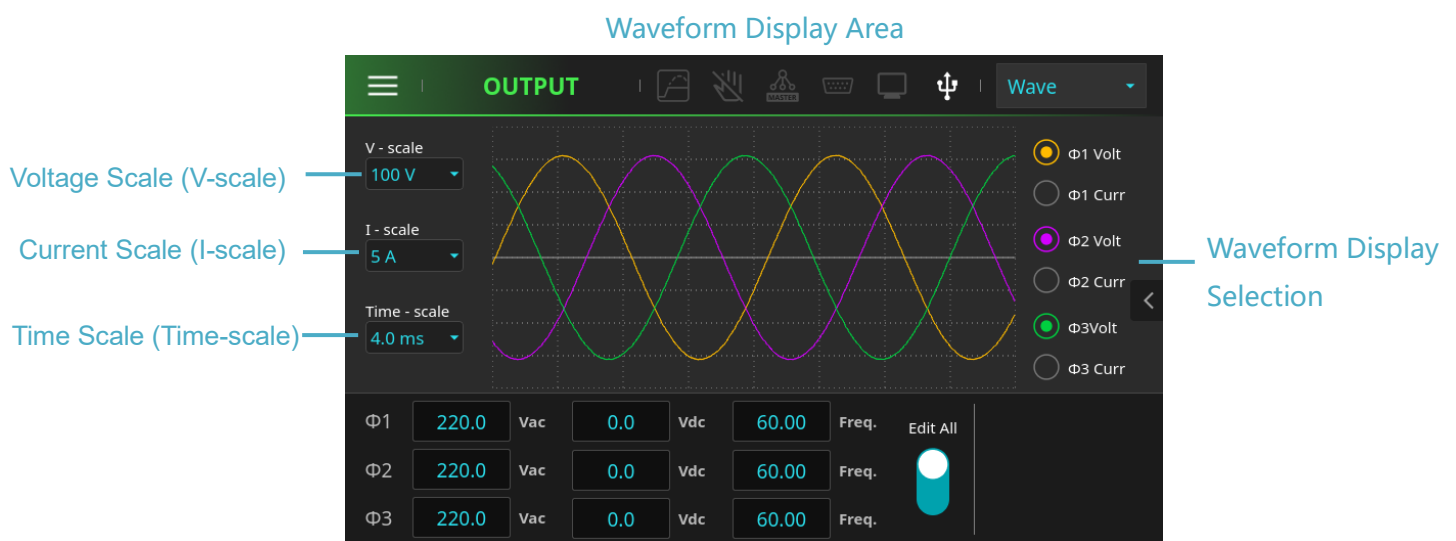 Waveform Display Area
OUTPUT
MASTER
Wave
V - scale
100 V
I - scale
5 A
Time - scale
4.0 ms
Voltage Scale (V-scale)
Current Scale (I-scale)
Time Scale (Time-scale)
Φ1 Volt
Φ1 Curr
Φ2 Volt
Φ2 Curr
Φ3Volt
Φ3 Curr
Waveform Display
Selection
Φ1 220.0 Vac 0.0 Vdc 60.00 Freq.
Φ2 220.0 Vac 0.0 Vdc 60.00 Freq.
Φ3 220.0 Vac 0.0 Vdc 60.00 Freq.
Edit All